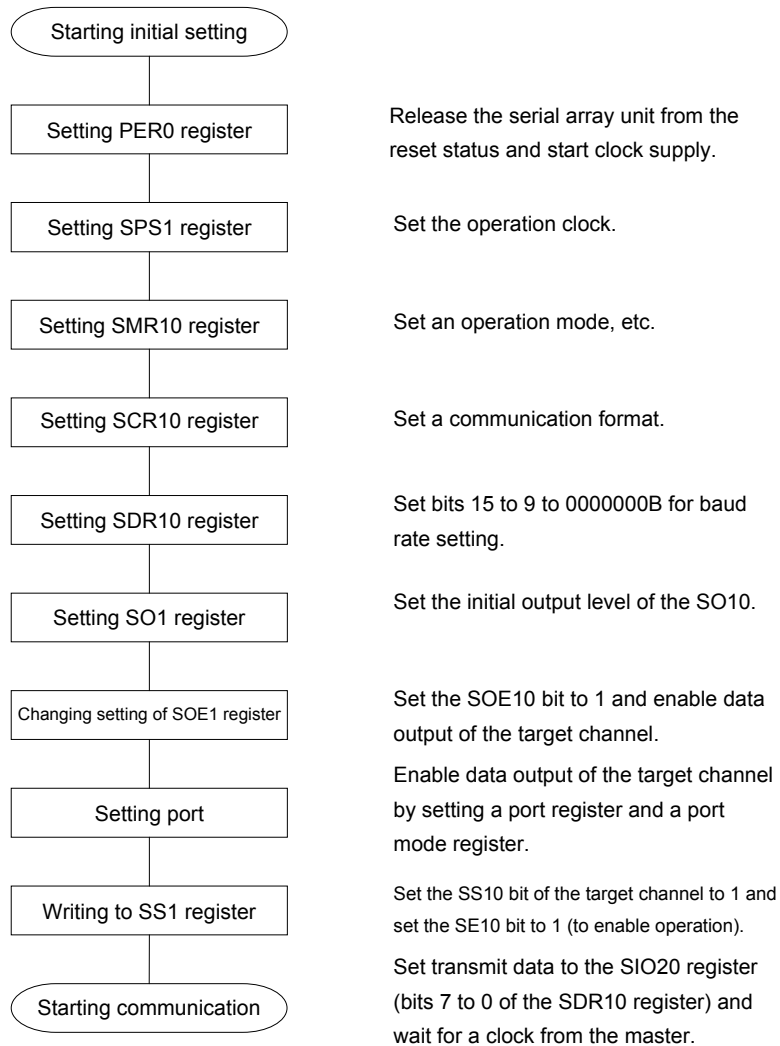 Starting initial setting
Setting PER0 register
Release the serial array unit from the
reset status and start clock supply.
Setting SPS1 register
Set the operation clock.
Setting SMR10 register
Set an operation mode, etc.
Setting SCR10 register
Set a communication format.
Setting SDR10 register
Set bits 15 to 9 to 0000000B for baud
rate setting.
Setting SO1 register
Set the initial output level of the SO10.
Changing setting of SOE1 register
Set the SOE10 bit to 1 and enable data
output of the target channel.
Setting port
Enable data output of the target channel
by setting a port register and a port
mode register.
Writing to SS1 register
Set the SS10 bit of the target channel to 1 and
set the SE10 bit to 1 (to enable operation).
Starting communication
Set transmit data to the SIO20 register
(bits 7 to 0 of the SDR10 register) and
wait for a clock from the master.